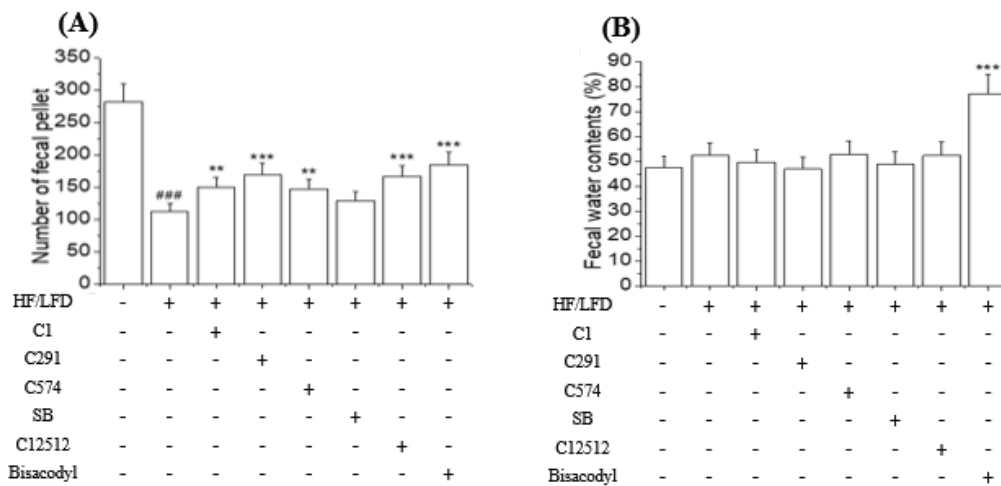 (A)
Number of fecal pellet
350
300
250
200
150
100
50
0
###
**
***
**
***
***
HF/LFD - + + + + + + +
C1 - - + - - - - -
C291 - - - + - - - -
C574 - - - - + - - -
SB - - - - - + - -
C12512 - - - - - - + -
Bisacodyl - - - - - - - +
(B)
Fecal water contents (%)
90
80
70
60
50
40
30
20
10
0
***
HF/LFD - + + + + + + +
C1 - - + - - - - -
C291 - - - + - - - -
C574 - - - - + - - -
SB - - - - - + - -
C12512 - - - - - - + -
Bisacodyl - - - - - - - +